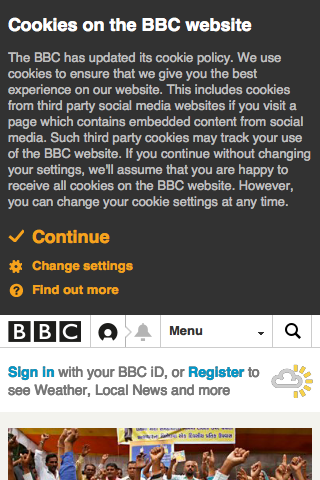 Cookies on the BBC website
The BBC has updated its cookie policy. We use
cookies to ensure that we give you the best
experience on our website. This includes cookies
from third party social media websites if you visit a
page which contains embedded content from social
media. Such third party cookies may track your use
of the BBC website. If you continue without changing
your settings, we'll assume that you are happy to
receive all cookies on the BBC website. However,
you can change your cookie settings at any time.
Continue
Change settings
Find out more
BBC Menu
Sign in with your BBC iD, or Register to
see Weather, Local News and more